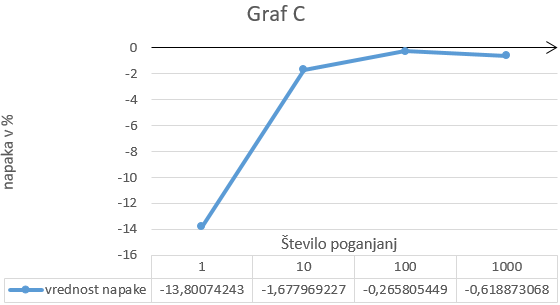 Graf C
napaka v %
0
-2
-4
-6
-8
-10
-12
-14
-16
Število poganjanj
1 10 100 1000
vrednost napake -13,80074243 -1,677969227 -0,265805449 -0,618873068